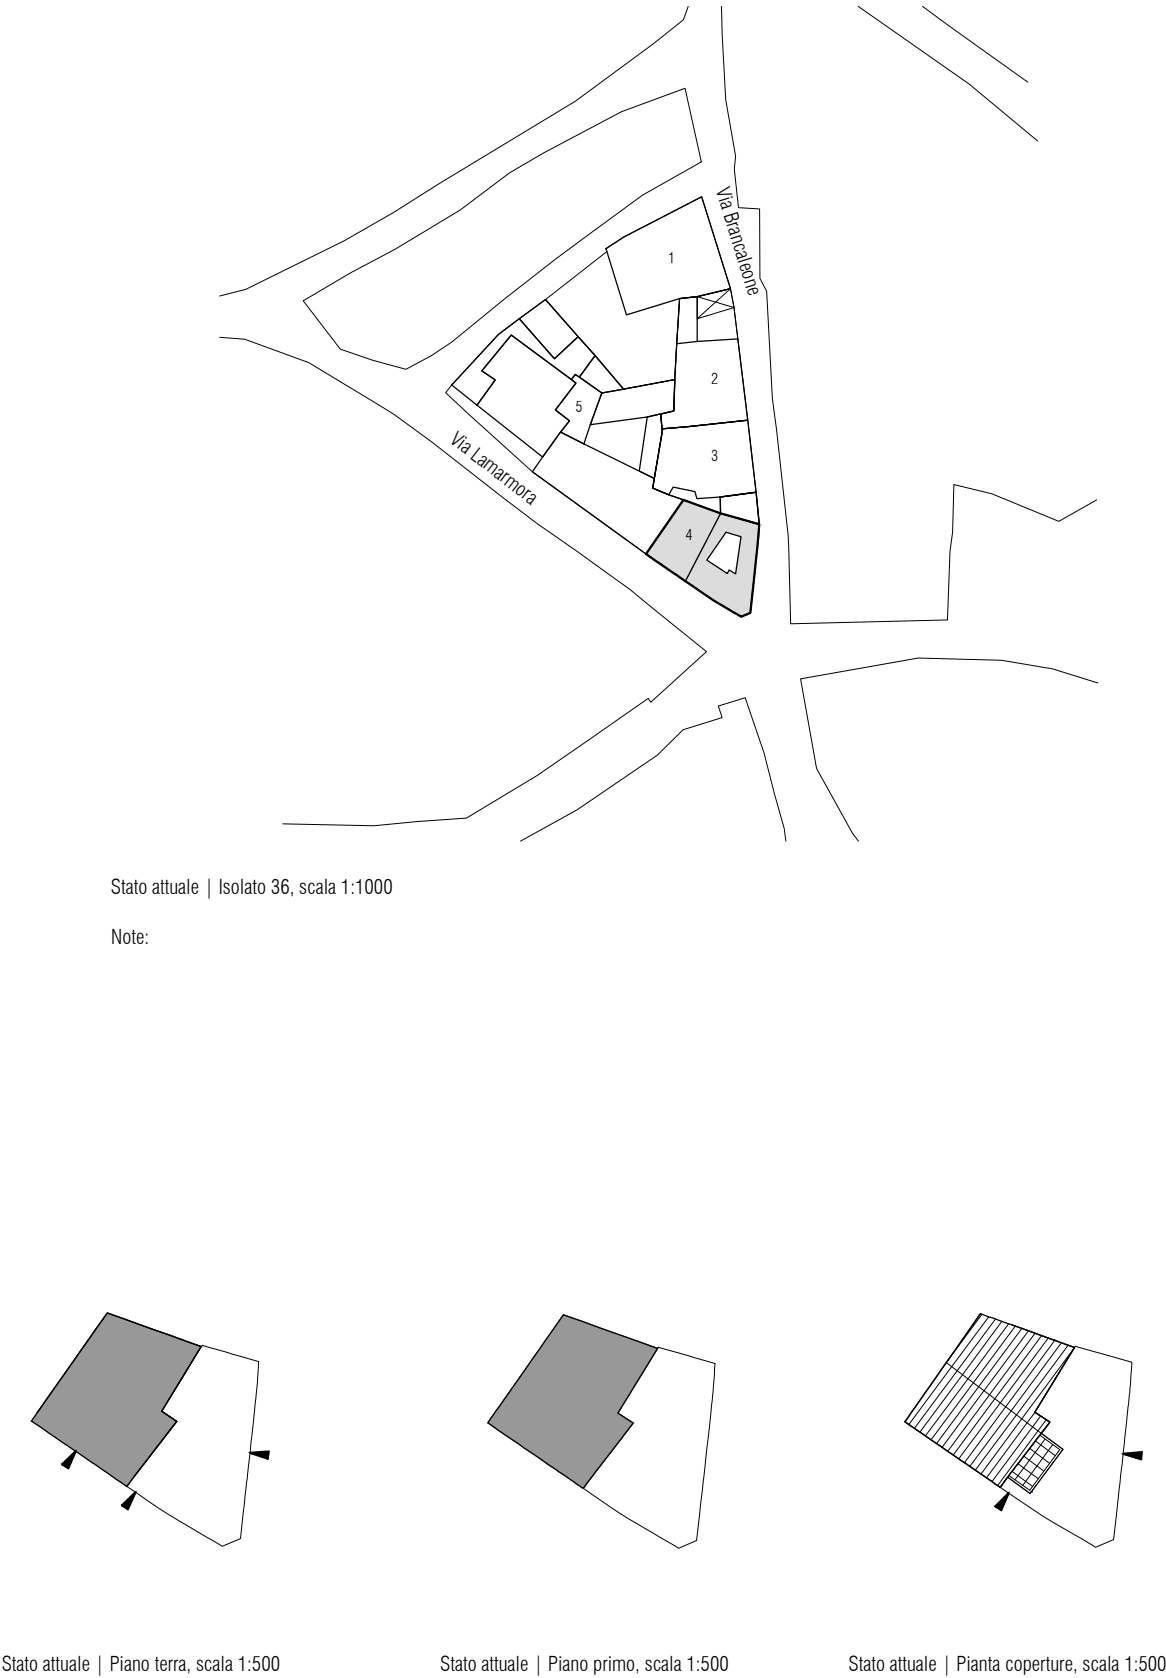 Via Brancaleone
1
2
5
3
Via Lamarmora
4
Stato attuale | Isolato 36, scala 1:1000
Note:
Stato attuale | Piano terra, scala 1:500
Stato attuale | Piano primo, scala 1:500
Stato attuale | Pianta coperture, scala 1:500